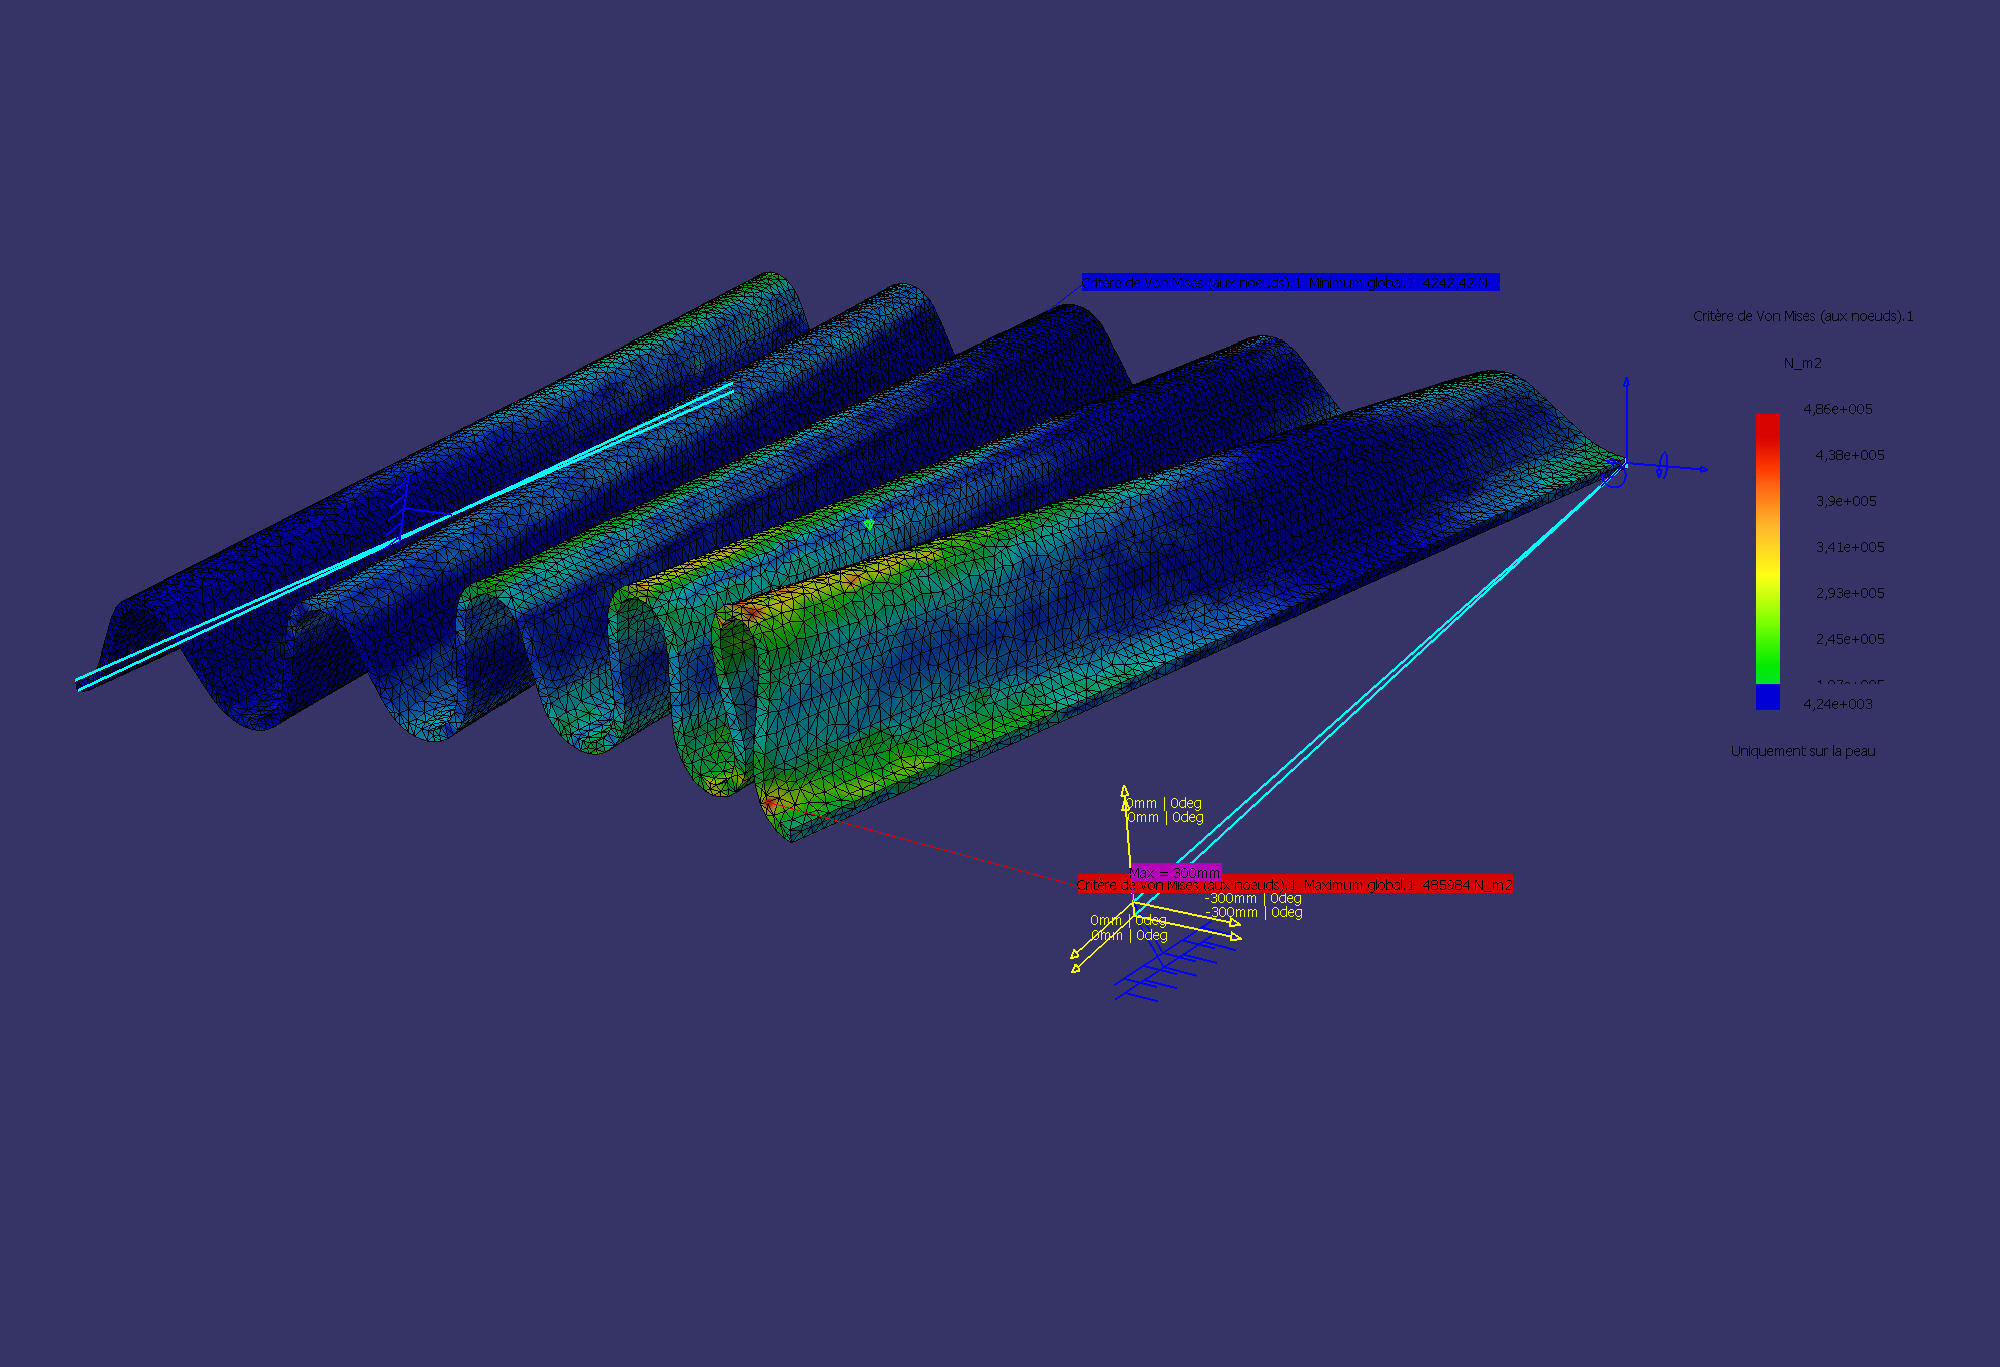 Critère de Von Mises (aux noeuds).1 Minimum global.1 4242.42 N
Critère de Von Mises (aux noeuds).1
N_m2
4,86e+005
4,38e+005
3,9e+005
3,41e+005
2,93e+005
2,45e+005
4,24e+003
Uniquement sur la peau
0mm | 0deg
0mm | 0deg
Max = 300mm
Critère de Von Mises (aux noeuds).1 Maximum global.1 485984 N_m2
-300mm | 0deg
-300mm | 0deg
0mm | 0deg
0mm | 0deg